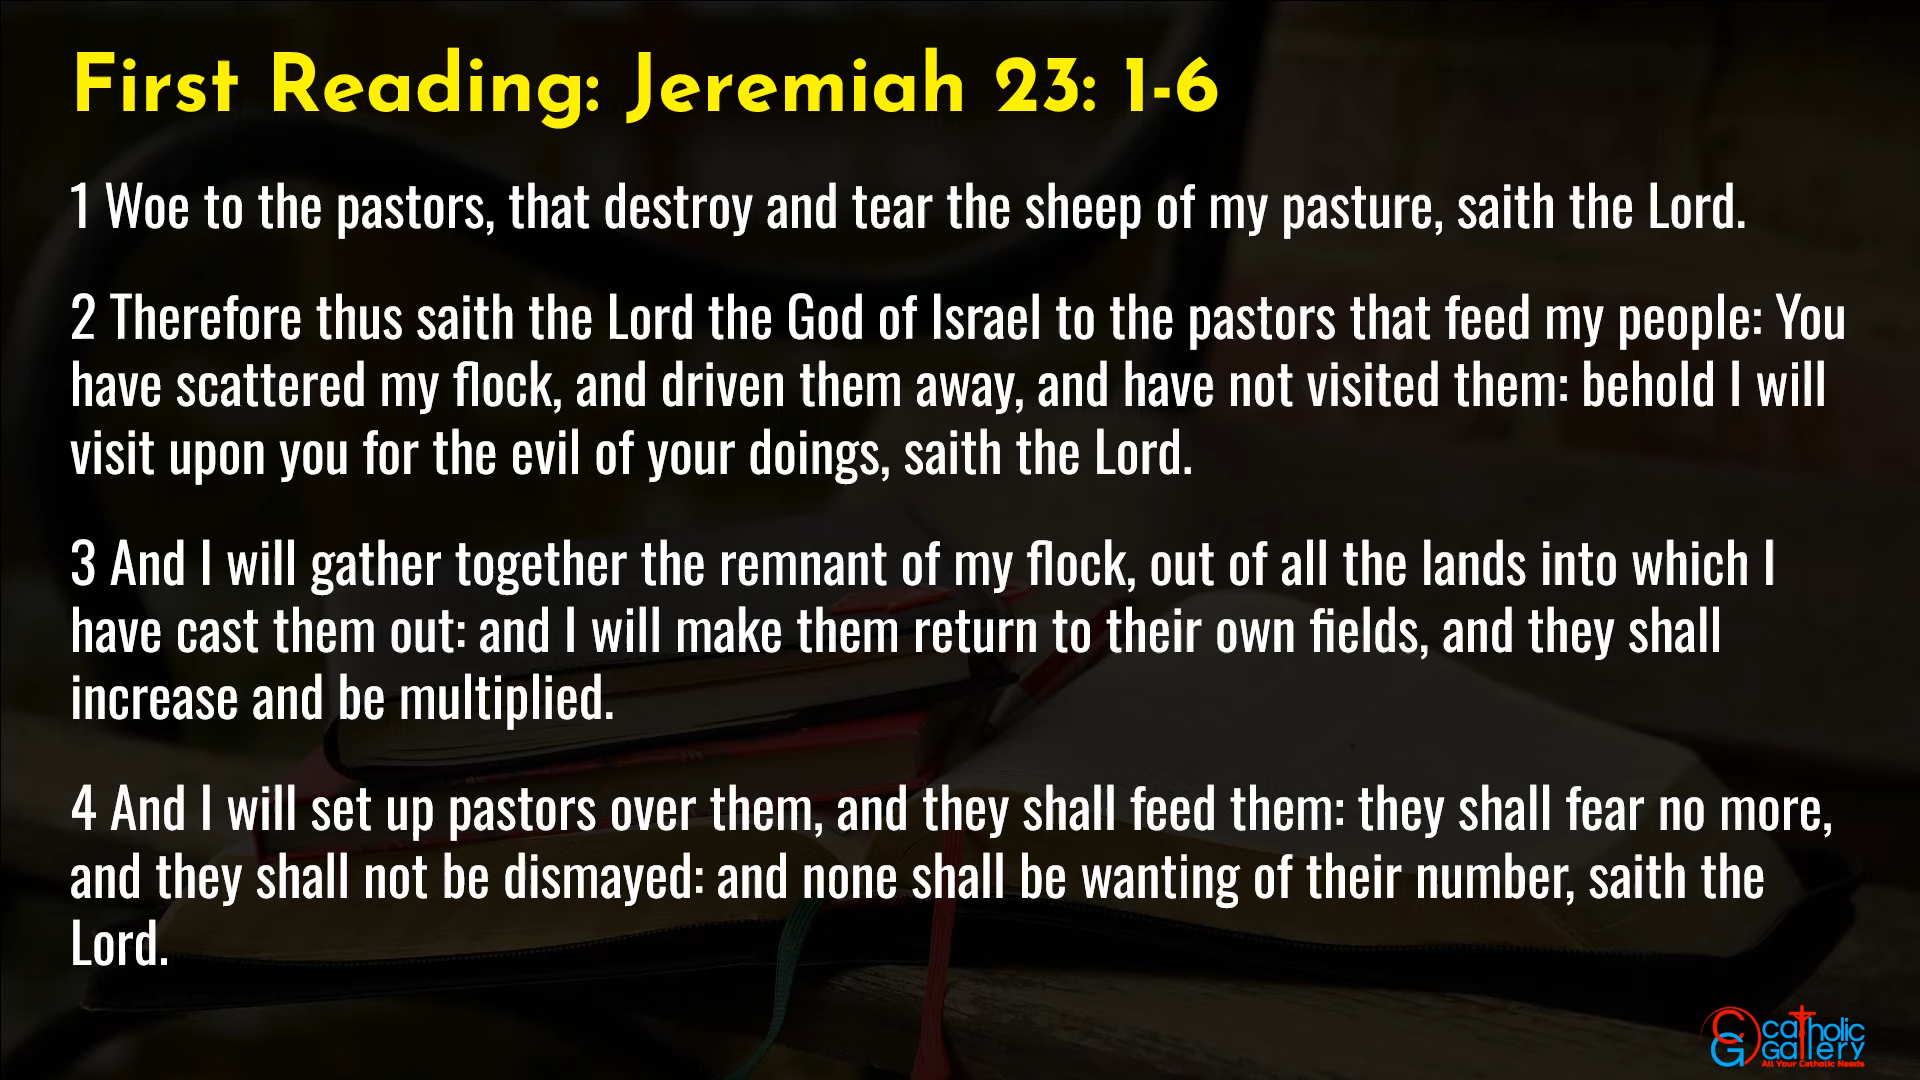 First Reading: Jeremiah 23: 1-6
1 Woe to the pastors, that destroy and tear the sheep of my pasture, saith the Lord.
2 Therefore thus saith the Lord the God of Israel to the pastors that feed my people: You
have scattered my flock, and driven them away, and have not visited them: behold I will
visit upon you for the evil of your doings, saith the Lord.
3 And I will gather together the remnant of my flock, out of all the lands into which I
have cast them out: and I will make them return to their own fields, and they shall
increase and be multiplied.
4 And I will set up pastors over them, and they shall feed them: they shall fear no more,
and they shall not be dismayed: and none shall be wanting of their number, saith the
Lord.
CG
catholic
Gallery
All Your Catholic Needs